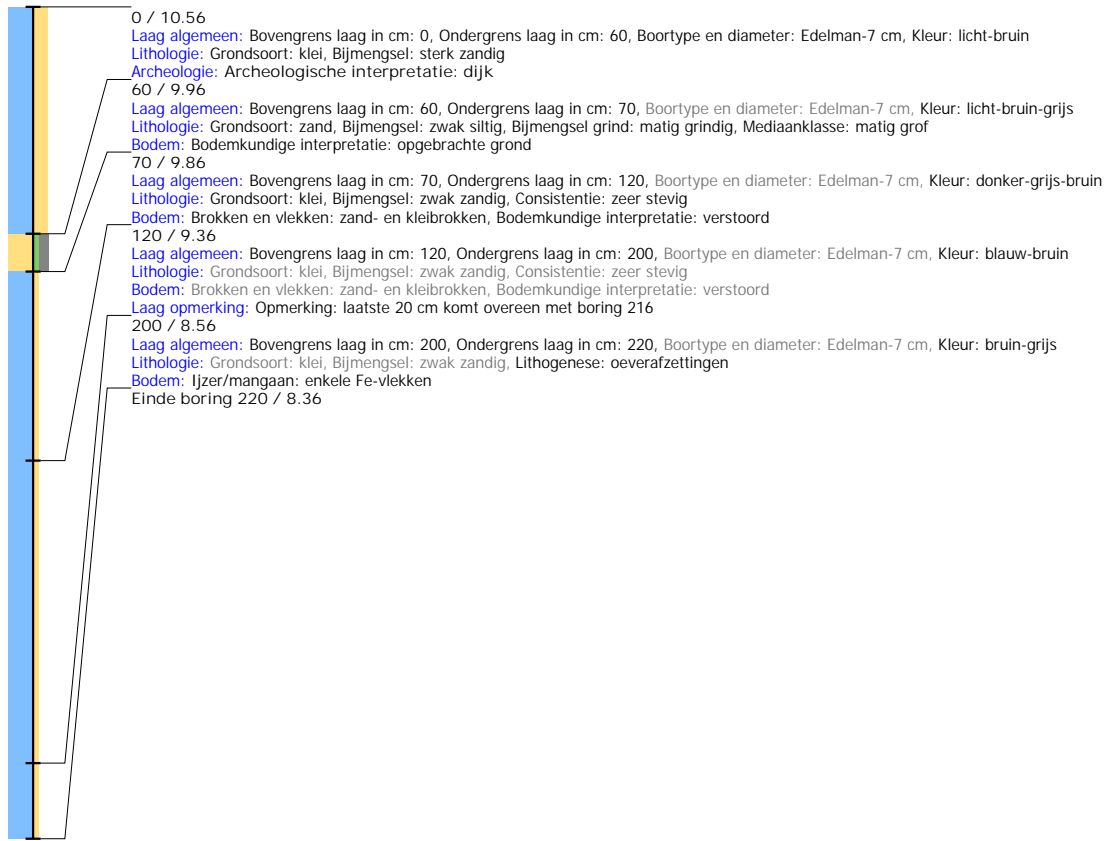 0 / 10.56
Laag algemeen: Bovengrens laag in cm: 0, Ondergrens laag in cm: 60, Boortype en diameter: Edelman-7 cm, Kleur: licht-bruin
Lithologie: Grondsoort: klei, Bijmengsel: sterk zandig
Archeologie: Archeologische interpretatie: dijk
60 / 9.96
Laag algemeen: Bovengrens laag in cm: 60, Ondergrens laag in cm: 70, Boortype en diameter: Edelman-7 cm, Kleur: licht-bruin-grijs
Lithologie: Grondsoort: zand, Bijmengsel: zwak siltig, Bijmengsel grind: matig grindig, Mediaanklasse: matig grof
Bodem: Bodemkundige interpretatie: opgebrachte grond
70 / 9.86
Laag algemeen: Bovengrens laag in cm: 70, Ondergrens laag in cm: 120, Boortype en diameter: Edelman-7 cm, Kleur: donker-grijs-bruin
Lithologie: Grondsoort: klei, Bijmengsel: zwak zandig, Consistentie: zeer stevig
Bodem: Brokken en vlekken: zand- en kleibrokken, Bodemkundige interpretatie: verstoord
120 / 9.36
Laag algemeen: Bovengrens laag in cm: 120, Ondergrens laag in cm: 200, Boortype en diameter: Edelman-7 cm, Kleur: blauw-bruin
Lithologie: Grondsoort: klei, Bijmengsel: zwak zandig, Consistentie: zeer stevig
Bodem: Brokken en vlekken: zand- en kleibrokken, Bodemkundige interpretatie: verstoord
Laag opmerking: Opmerking: laatste 20 cm komt overeen met boring 216
200 / 8.56
Laag algemeen: Bovengrens laag in cm: 200, Ondergrens laag in cm: 220, Boortype en diameter: Edelman-7 cm, Kleur: bruin-grijs
Lithologie: Grondsoort: klei, Bijmengsel: zwak zandig, Lithogenese: oeverafzettingen
Bodem: Ijzer/mangaan: enkele Fe-vlekken
Einde boring 220 / 8.36